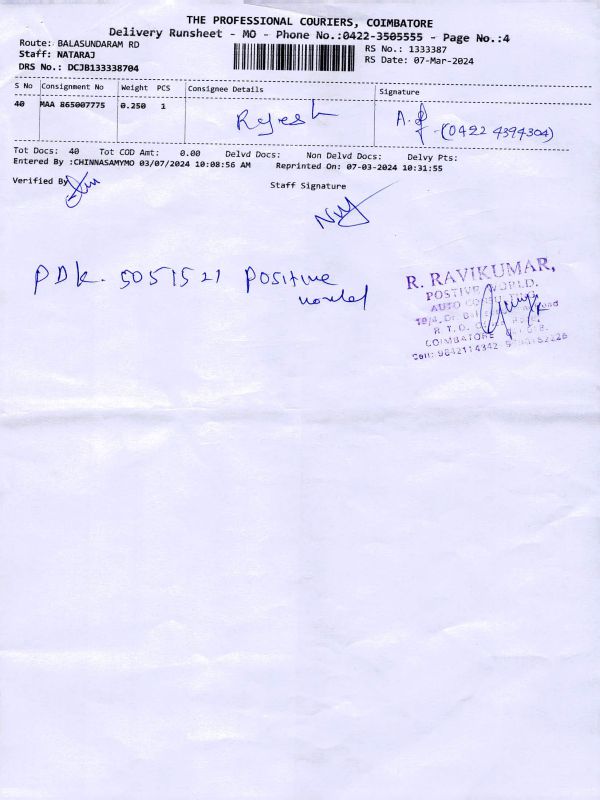 THE PROFESSIONAL COURIERS, COIMBATORE
Delivery Runsheet - MO - Phone No.:0422-3505555 - Page No.:4
Route: BALASUNDARAM RD
RS No.: 1333387
Staff: NATARAJ
RS Date: 07-Mar-2024
DRS No.: DCJB133338704
S No Consignment No Weight PCS Consignee Details Signature
40 MAA 865007775 0.250 1 Rajesh A. (0422 4394304)
Tot Docs: 40 Tot COD Amt: 0.00 Delvd Docs: Non Delvd Docs: Delvy Pts:
Entered By :CHINNASAMYMO 03/07/2024 10:08:56 AM Reprinted On: 07-03-2024 10:31:55
Verified By
Staff Signature
PDK. 5051521 Positive
world
R. RAVIKUMAR,
POSTIVE WORLD.
AUTO
R T. O.
COIMBATORE
Cell: 9842114342